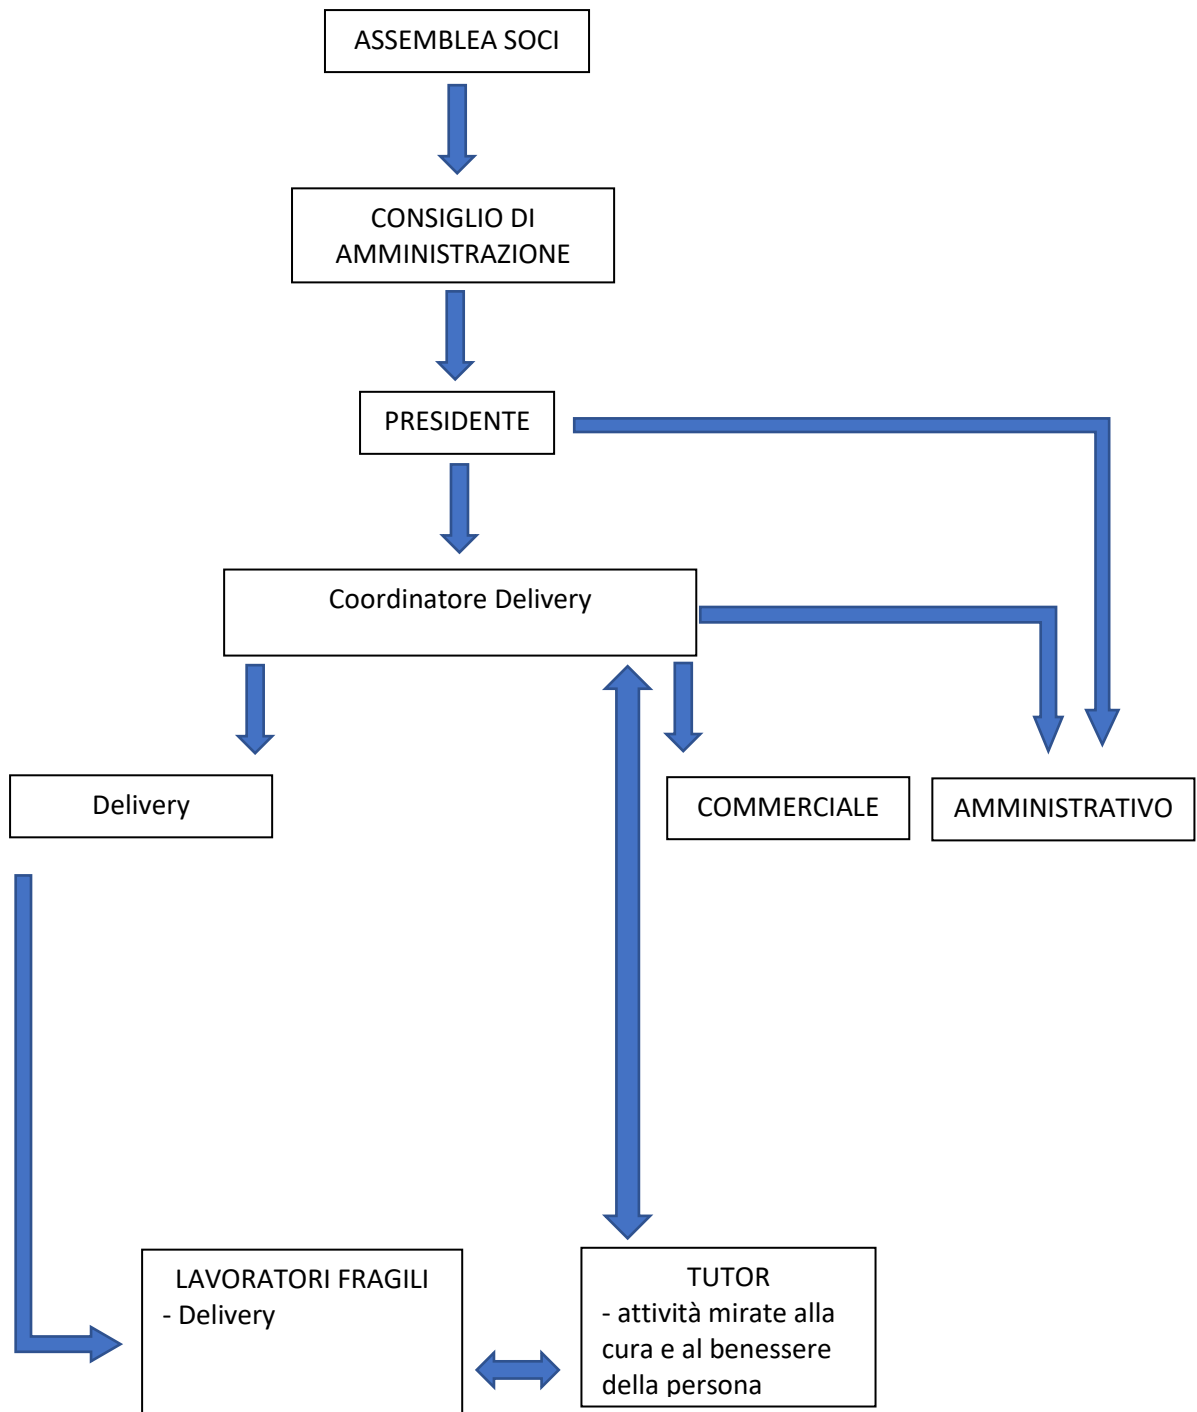 ASSEMBLEA SOCI
CONSIGLIO DI
AMMINISTRAZIONE
PRESIDENTE
Coordinatore Delivery
Delivery
COMMERCIALE
AMMINISTRATIVO
LAVORATORI FRAGILI
- Delivery
TUTOR
- attività mirate alla
cura e al benessere
della persona